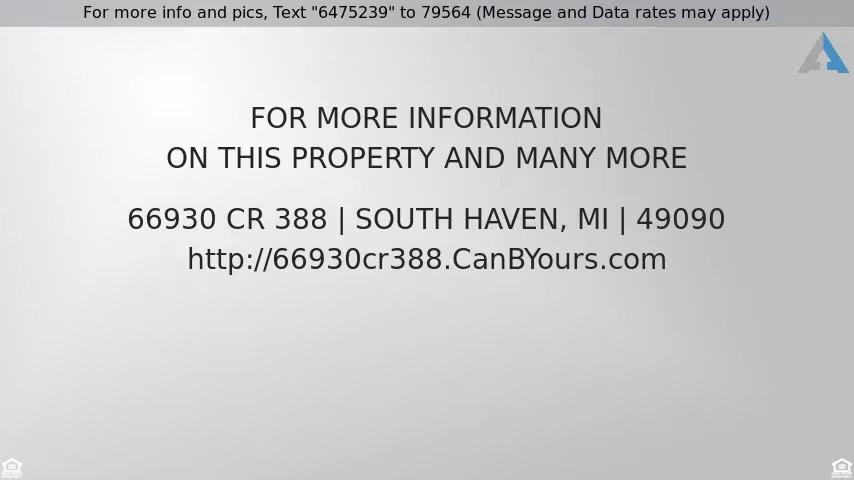 For more info and pics, Text "6475239" to 79564 (Message and Data rates may apply)
FOR MORE INFORMATION
ON THIS PROPERTY AND MANY MORE
66930 CR 388 | SOUTH HAVEN, MI | 49090
http://66930cr388.CanBYours.com